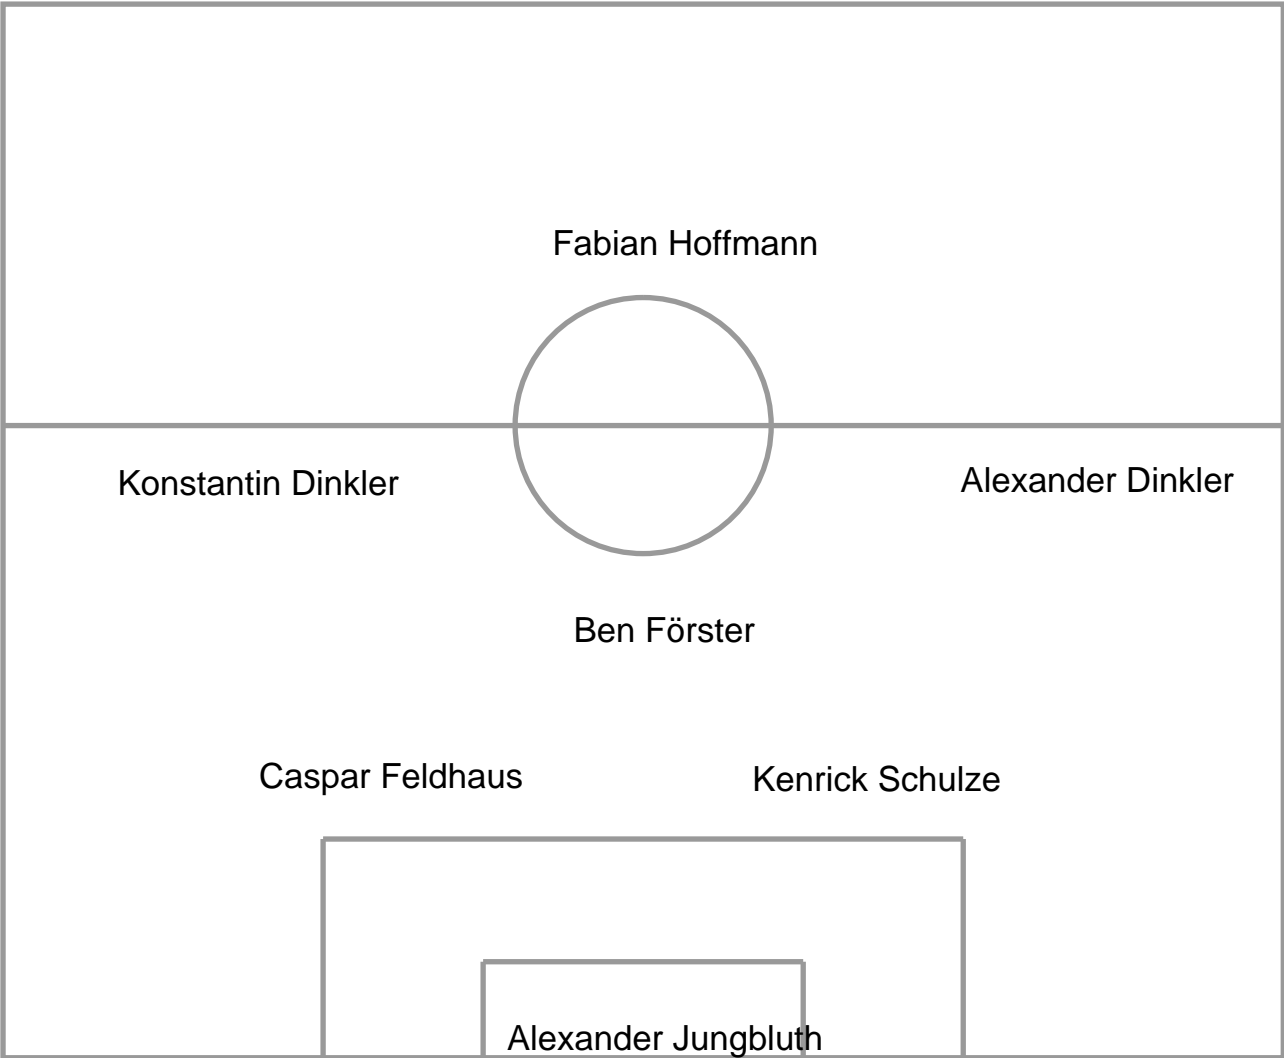 Fabian Hoffmann
Konstantin Dinkler
Alexander Dinkler
Ben Förster
Caspar Feldhaus
Kenrick Schulze
Alexander Jungbluth